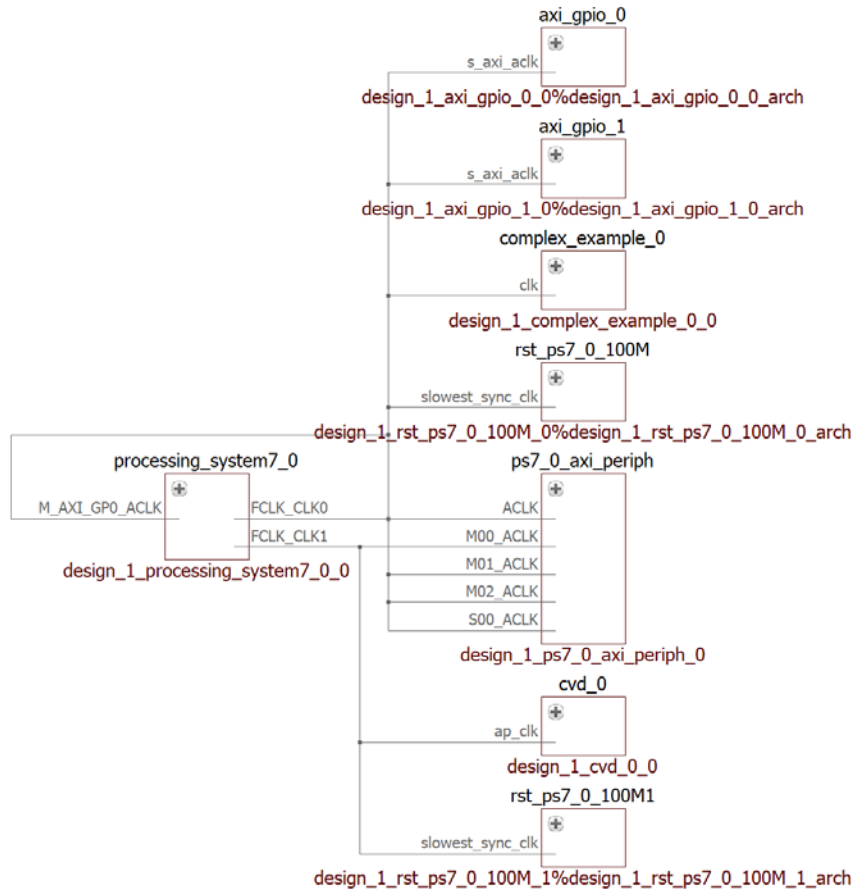 axi_gpio_0
s_axi_aclk
design_1_axi_gpio_0_0%design_1_axi_gpio_0_0_arch
axi_gpio_1
s_axi_aclk
design_1_axi_gpio_1_0%design_1_axi_gpio_1_0_arch
complex_example_0
clk
design_1_complex_example_0_0
rst_ps7_0_100M
slowest_sync_clk
design_1_rst_ps7_0_100M_0%design_1_rst_ps7_0_100M_0_arch
processing_system7_0
M_AXI_GP0_ACLK
FCLK_CLK0
FCLK_CLK1
design_1_processing_system7_0_0
ps7_0_axi_periph
ACLK
M00_ACLK
M01_ACLK
M02_ACLK
S00_ACLK
design_1_ps7_0_axi_periph_0
cvd_0
ap_clk
design_1_cvd_0_0
rst_ps7_0_100M1
slowest_sync_clk
design_1_rst_ps7_0_100M_1%design_1_rst_ps7_0_100M_1_arch